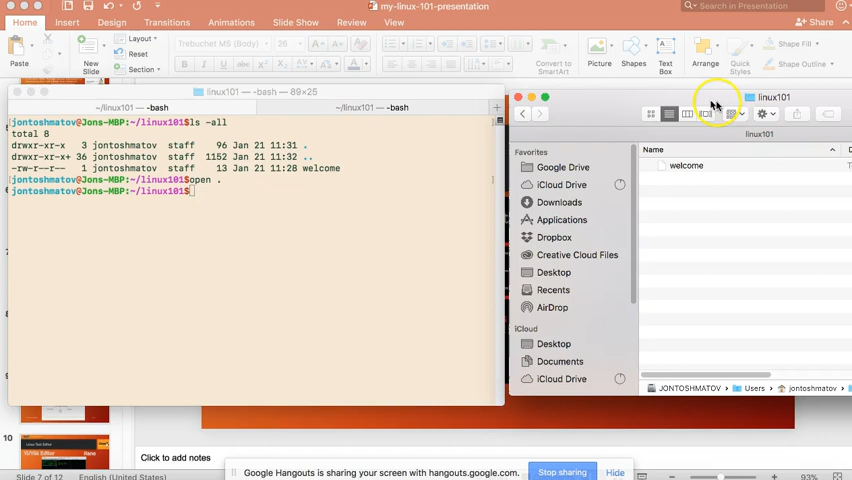 my-linux-101-presentation
Search in Presentation
Home Insert Design Transitions Animations Slide Show Review View Share
Paste
New Slide
Layout
Reset
Section
Trebuchet MS (Body) 26
B I U
Convert to SmartArt
Picture
Shapes
Text Box
Arrange
Quick Styles
Shape Fill
Shape Outline
linux101 — -bash — 89×25
~/linux101 — -bash ~/linux101 — -bash
jontoshmatov@Jons-MBP:~/linux101$ls -all
total 8
drwxr-xr-x 3 jontoshmatov staff 96 Jan 21 11:31 .
drwxr-xr-x+ 36 jontoshmatov staff 1152 Jan 21 11:32 ..
-rw-r--r-- 1 jontoshmatov staff 13 Jan 21 11:28 welcome
jontoshmatov@Jons-MBP:~/linux101$open .
jontoshmatov@Jons-MBP:~/linux101$
linux101
linux101
Favorites
Google Drive
iCloud Drive
Downloads
Applications
Dropbox
Creative Cloud Files
Desktop
Recents
AirDrop
iCloud
Desktop
Documents
iCloud Drive
Name
welcome
JONTOSHMATOV Users jontoshmatov
10
Click to add notes
Google Hangouts is sharing your screen with hangouts.google.com. Stop sharing Hide
Slide 7 of 12 English (United States) 93%